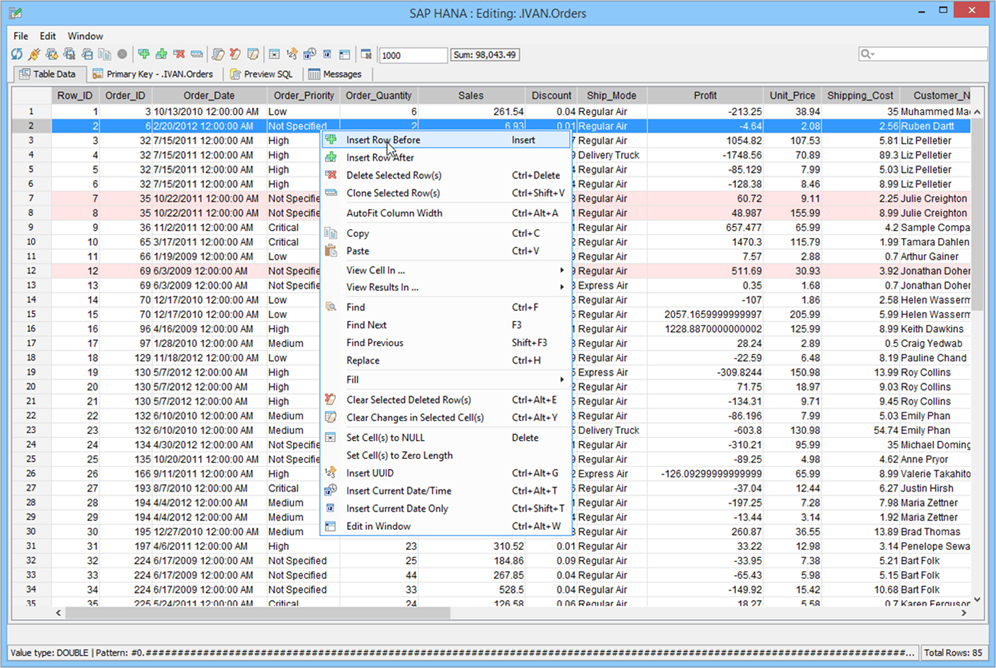 SAP HANA : Editing: .IVAN.Orders
File Edit Window
1000 Sum: 98,043.49
Table Data Primary Key - .IVAN.Orders Preview SQL Messages
Row_ID Order_ID Order_Date Order_Priority Order_Quantity Sales Discount Ship_Mode Profit Unit_Price Shipping_Cost Customer_N
1 1 3 10/13/2010 12:00:00 AM Low 6 261.54 0.04 Regular Air -213.25 38.94 35 Muhammed Ma
2 2 6 2/20/2012 12:00:00 AM Not Specified 2 6.93 0.01 Regular Air -4.64 2.08 2.56 Ruben Dartt
3 3 32 7/15/2011 12:00:00 AM High Regular Air 1054.82 107.53 5.81 Liz Pelletier
4 4 32 7/15/2011 12:00:00 AM High Delivery Truck -1748.56 70.89 89.3 Liz Pelletier
5 5 32 7/15/2011 12:00:00 AM High Regular Air -85.129 7.99 5.03 Liz Pelletier
6 6 32 7/15/2011 12:00:00 AM High Regular Air -128.38 8.46 8.99 Liz Pelletier
7 7 35 10/22/2011 12:00:00 AM Not Specifie Regular Air 60.72 9.11 2.25 Julie Creighton
8 8 35 10/22/2011 12:00:00 AM Not Specifie Regular Air 48.987 155.99 8.99 Julie Creighton
9 9 36 11/2/2011 12:00:00 AM Critical Regular Air 657.477 65.99 4.2 Sample Compa
10 10 65 3/17/2011 12:00:00 AM Critical Regular Air 1470.3 115.79 1.99 Tamara Dahlen
11 11 66 1/19/2009 12:00:00 AM Low Regular Air 7.57 2.88 0.7 Arthur Gainer
12 12 69 6/3/2009 12:00:00 AM Not Specifie Regular Air 511.69 30.93 3.92 Jonathan Doher
13 13 69 6/3/2009 12:00:00 AM Not Specifie Express Air 0.35 1.68 0.7 Jonathan Doher
14 14 70 12/17/2010 12:00:00 AM Low Regular Air -107 1.86 2.58 Helen Wasserm
15 15 70 12/17/2010 12:00:00 AM Low Regular Air 2057.1659999999997 205.99 5.99 Helen Wasserm
16 16 96 4/16/2009 12:00:00 AM High Regular Air 1228.8870000000002 125.99 8.99 Keith Dawkins
17 17 97 1/28/2010 12:00:00 AM Medium Regular Air 28.24 2.89 0.5 Craig Yedwab
18 18 129 11/18/2012 12:00:00 AM Low Regular Air -22.59 6.48 8.19 Pauline Chand
19 19 130 5/7/2012 12:00:00 AM High Regular Air -309.8244 150.98 13.99 Roy Collins
20 20 130 5/7/2012 12:00:00 AM High Regular Air 71.75 18.97 9.03 Roy Collins
21 21 130 5/7/2012 12:00:00 AM High Regular Air -134.31 9.71 9.45 Roy Collins
22 22 132 6/10/2010 12:00:00 AM Medium Regular Air -86.196 7.99 5.03 Emily Phan
23 23 132 6/10/2010 12:00:00 AM Medium Delivery Truck -603.8 130.98 54.74 Emily Phan
24 24 134 4/30/2012 12:00:00 AM Not Specifie Regular Air -310.21 95.99 35 Michael Doming
25 25 135 10/20/2011 12:00:00 AM Not Specifie Regular Air -89.25 4.98 4.62 Anne Pryor
26 26 166 9/11/2011 12:00:00 AM High Express Air -126.09299999999999 65.99 8.99 Valerie Takahito
27 27 193 8/7/2010 12:00:00 AM Critical Regular Air -37.04 12.44 6.27 Justin Hirsh
28 28 194 4/4/2012 12:00:00 AM Medium Regular Air -197.25 7.28 7.98 Maria Zettner
29 29 194 4/4/2012 12:00:00 AM Medium Regular Air -13.44 3.14 1.92 Maria Zettner
30 30 195 12/27/2010 12:00:00 AM Medium Regular Air 260.87 36.55 13.89 Brad Thomas
31 31 197 4/6/2011 12:00:00 AM High 23 310.52 0.01 Regular Air 33.22 12.98 3.14 Penelope Sewa
32 32 224 6/17/2009 12:00:00 AM Not Specified 25 184.86 0.09 Regular Air -33.95 7.38 5.21 Bart Folk
33 33 224 6/17/2009 12:00:00 AM Not Specified 44 267.85 0.04 Regular Air -65.43 5.98 5.15 Bart Folk
34 34 224 6/17/2009 12:00:00 AM Not Specified 33 528.5 0.04 Regular Air -149.92 15.42 10.68 Bart Folk
35 35 225 5/24/2011 12:00:00 AM Critical 24 126.58 0.06 Regular Air 18.27 5.58 0.7 Karen Ferguson
Insert Row Before Insert
Insert Row After
Delete Selected Row(s) Ctrl+Delete
Clone Selected Row(s) Ctrl+Shift+V
AutoFit Column Width Ctrl+Alt+A
Copy Ctrl+C
Paste Ctrl+V
View Cell In ...
View Results In ...
Find Ctrl+F
Find Next F3
Find Previous Shift+F3
Replace Ctrl+H
Fill
Clear Selected Deleted Row(s) Ctrl+Alt+E
Clear Changes in Selected Cell(s) Ctrl+Alt+Y
Set Cell(s) to NULL Delete
Set Cell(s) to Zero Length
Insert UUID Ctrl+Alt+G
Insert Current Date/Time Ctrl+Alt+T
Insert Current Date Only Ctrl+Shift+T
Edit in Window Ctrl+Alt+W
Value type: DOUBLE | Pattern: #0.################################... Total Rows: 85